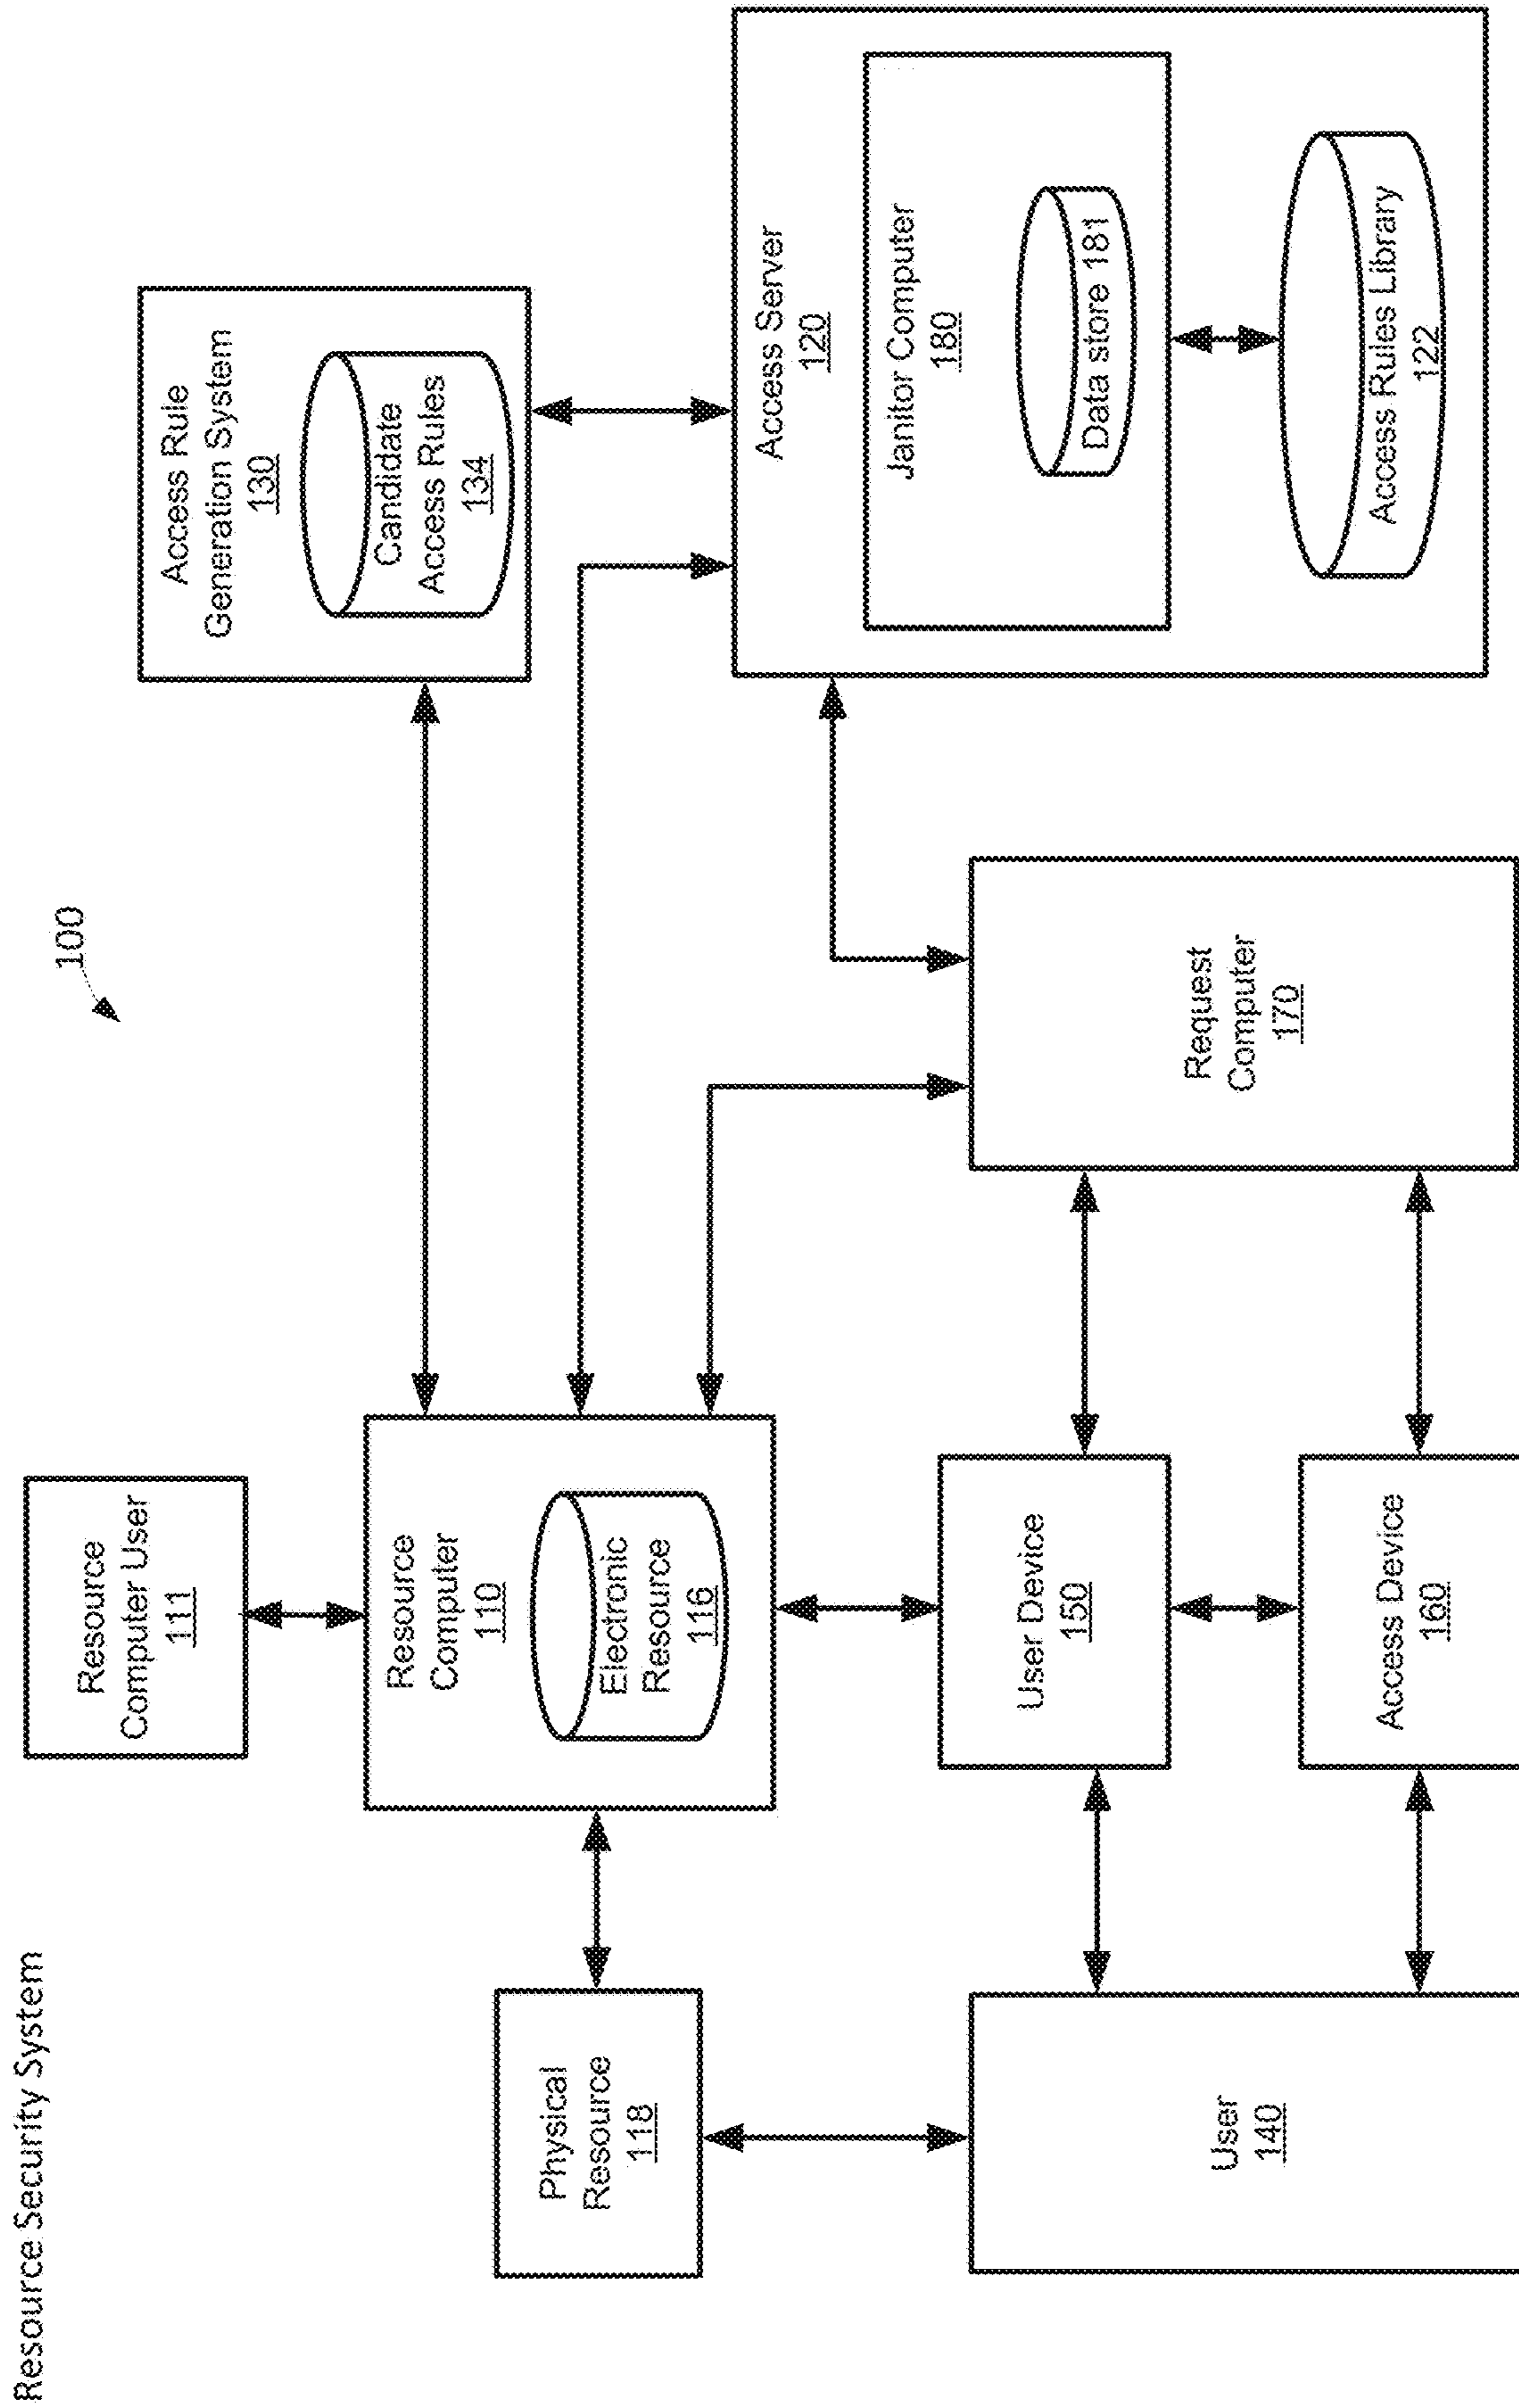 Resource Security System
100
Resource
Computer User
111
Physical
Resource
118
Resource
Computer
110
Electronic
Resource
116
Access Rule
Generation System
130
Candidate
Access Rules
134
User
140
User Device
150
Access Device
160
Request
Computer
170
Access Server
120
Janitor Computer
180
Data store 181
Access Rules Library
122